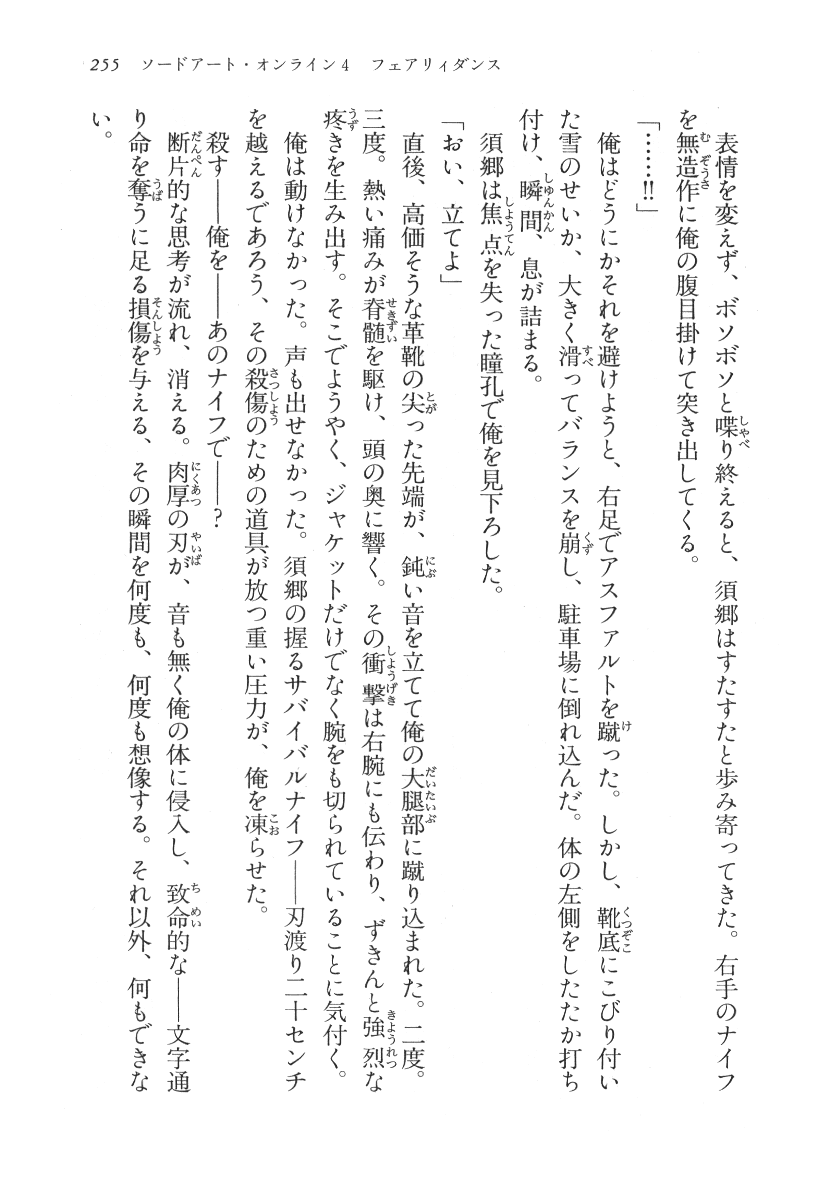 255 ソードアート・オンライン4 フェアリィダンス
表情を変えず、ボソボソと喋り終えると、須郷はすたすたと歩み寄ってきた。右手のナイフ
を無造作に俺の腹目掛けて突き出してくる。
「……!!」
俺はどうにかそれを避けようと、右足でアスファルトを蹴った。しかし、靴底にこびり付い
た雪のせいか、大きく滑ってバランスを崩し、駐車場に倒れ込んだ。体の左側をしたたか打ち
付け、瞬間、息が詰まる。
須郷は焦点を失った瞳孔で俺を見下ろした。
「おい、立てよ」
直後、高価そうな革靴の尖った先端が、鈍い音を立てて俺の大腿部に蹴り込まれた。二度。
三度。熱い痛みが脊髄を駆け、頭の奥に響く。その衝撃は右腕にも伝わり、ずきんと強烈な
疼きを生み出す。そこでようやく、ジャケットだけでなく腕をも切られていることに気付く。
俺は動けなかった。声も出せなかった。須郷の握るサバイバルナイフ――刃渡り二十センチ
を越えるであろう、その殺傷のための道具が放つ重い圧力が、俺を凍らせた。
殺す――俺を――あのナイフで――?
断片的な思考が流れ、消える。肉厚の刃が、音も無く俺の体に侵入し、致命的な――文字通
り命を奪うに足る損傷を与える、その瞬間を何度も、何度も想像する。それ以外、何もできな
い。